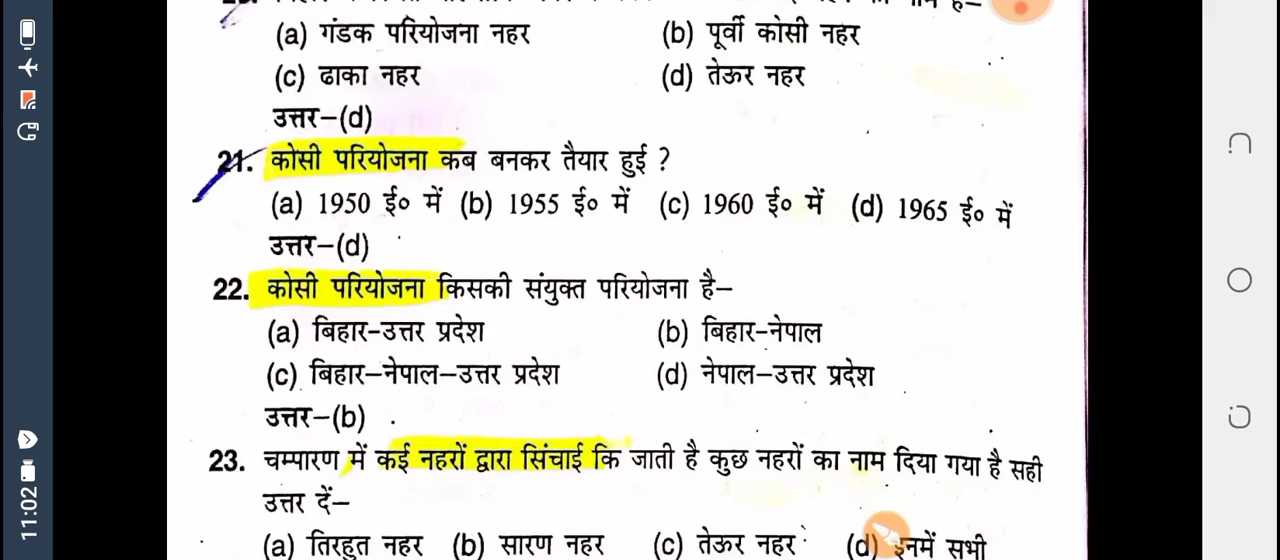 (a) गंडक परियोजना नहर (b) पूर्वी कोसी नहर
(c) ढाका नहर (d) तेऊर नहर
उत्तर–(d)
21. कोसी परियोजना कब बनकर तैयार हुई ?
(a) 1950 ई० में (b) 1955 ई० में (c) 1960 ई० में (d) 1965 ई० में
उत्तर–(d)
22. कोसी परियोजना किसकी संयुक्त परियोजना है–
(a) बिहार–उत्तर प्रदेश (b) बिहार–नेपाल
(c) बिहार–नेपाल–उत्तर प्रदेश (d) नेपाल–उत्तर प्रदेश
उत्तर–(b)
23. चम्पारण में कई नहरों द्वारा सिंचाई कि जाती है कुछ नहरों का नाम दिया गया है सही
उत्तर दें–
(a) तिरहुत नहर (b) सारण नहर (c) तेऊर नहर (d) इनमें सभी
11:02